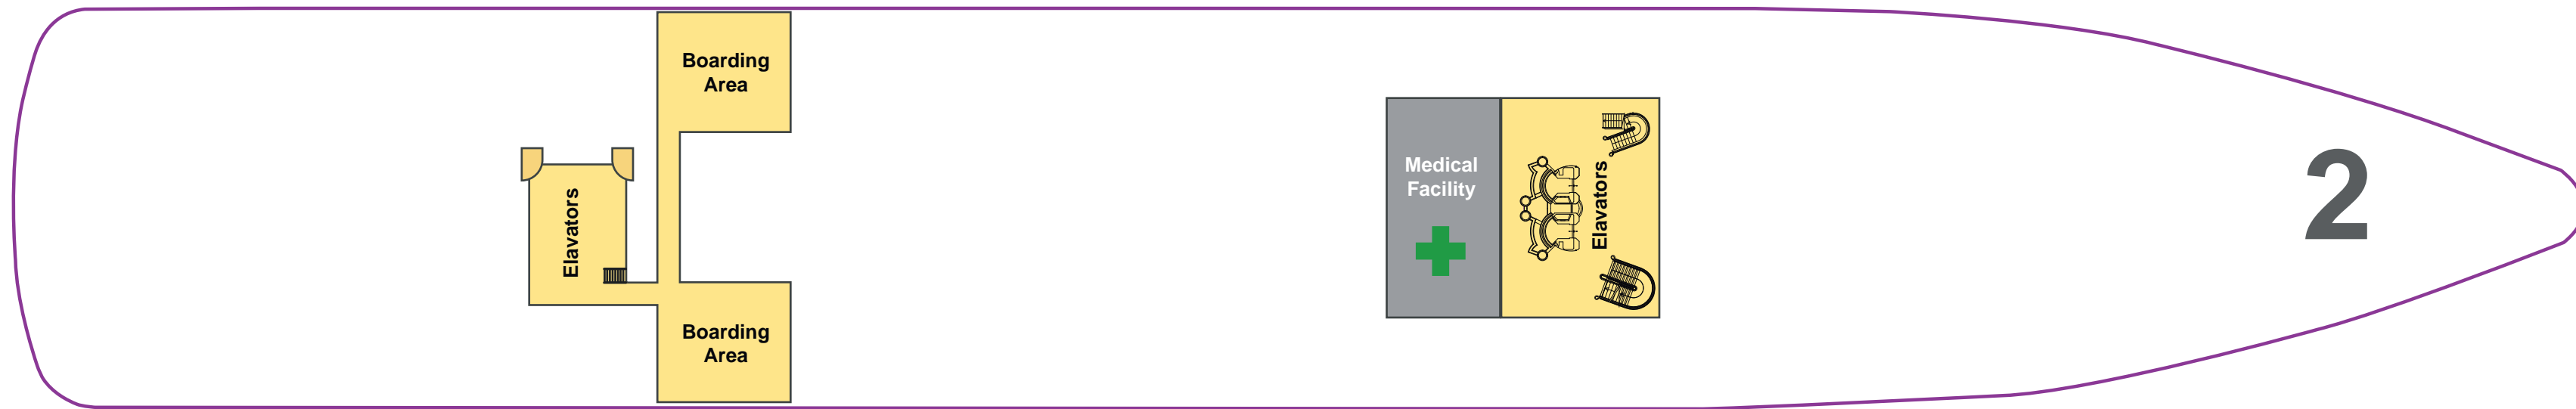 Boarding
Area
Elavators
Boarding
Area
Medical
Facility
Elavators
2